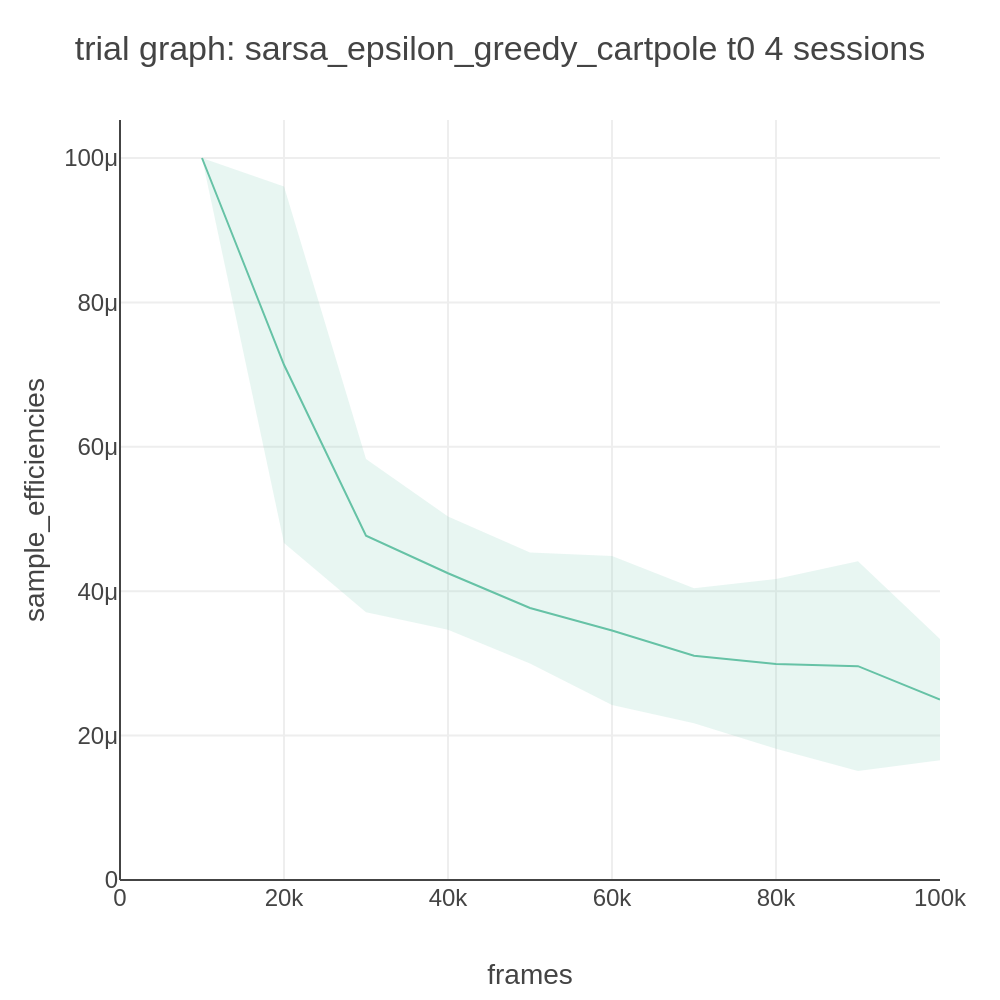 trial graph: sarsa_epsilon_greedy_cartpole t0 4 sessions
100μ
80μ
60μ
40μ
20μ
0
sample_efficiencies
0 20k 40k 60k 80k 100k
frames